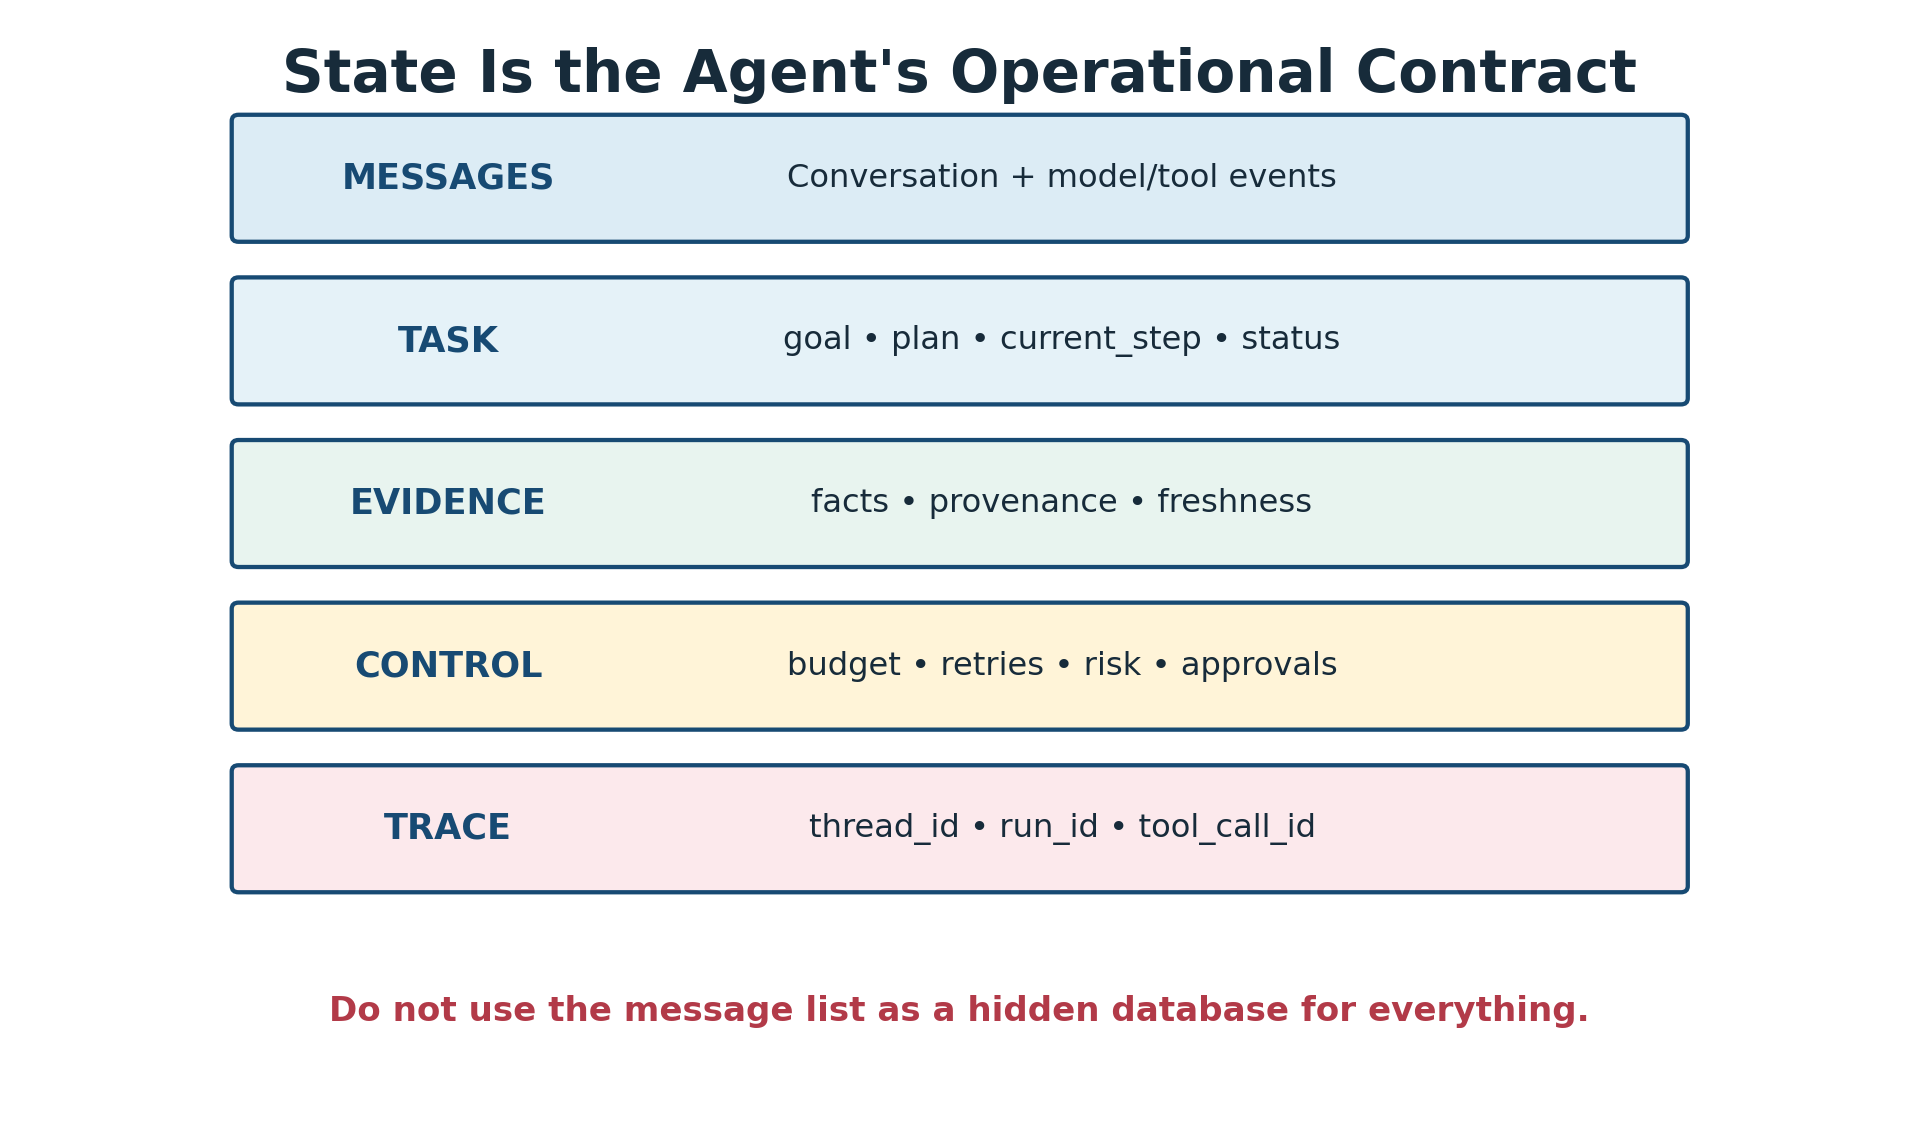 State Is the Agent's Operational Contract
MESSAGES Conversation + model/tool events
TASK goal • plan • current_step • status
EVIDENCE facts • provenance • freshness
CONTROL budget • retries • risk • approvals
TRACE thread_id • run_id • tool_call_id
Do not use the message list as a hidden database for everything.